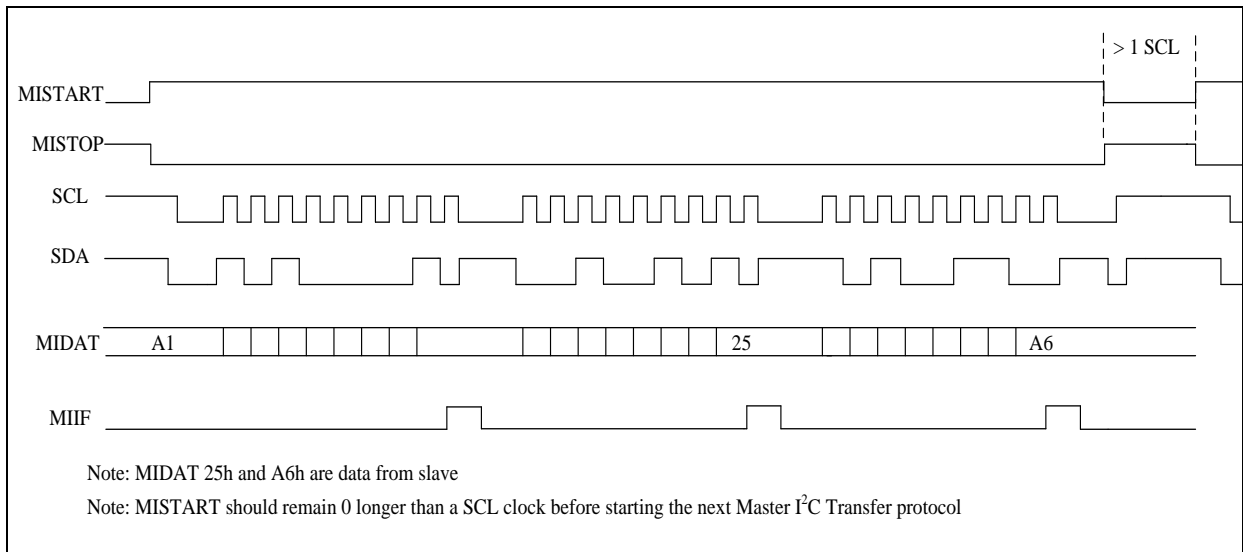 > 1 SCL
MISTART
MISTOP
SCL
SDA
MIDAT A1 25 A6
MIIF
Note: MIDAT 25h and A6h are data from slave
Note: MISTART should remain 0 longer than a SCL clock before starting the next Master I²C Transfer protocol